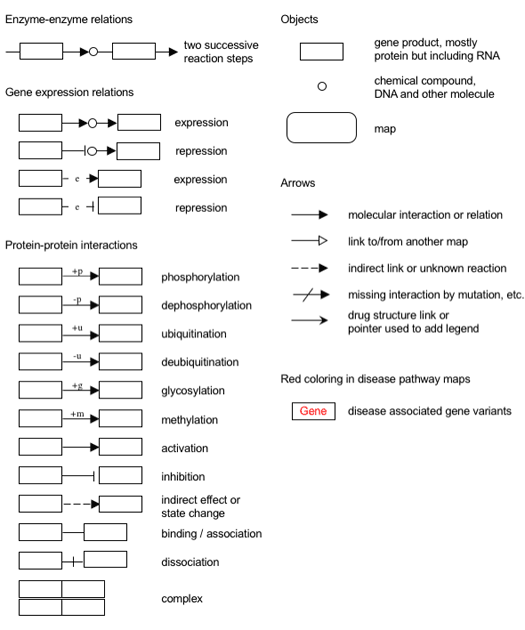 Enzyme-enzyme relations
two successive
reaction steps
Gene expression relations
expression
repression
e
expression
e
repression
Protein-protein interactions
+p
phosphorylation
-p
dephosphorylation
+u
ubiquitination
-u
deubiquitination
+g
glycosylation
+m
methylation
activation
inhibition
indirect effect or
state change
binding / association
dissociation
complex
Objects
gene product, mostly
protein but including RNA
chemical compound,
DNA and other molecule
map
Arrows
molecular interaction or relation
link to/from another map
indirect link or unknown reaction
missing interaction by mutation, etc.
drug structure link or
pointer used to add legend
Red coloring in disease pathway maps
Gene
disease associated gene variants